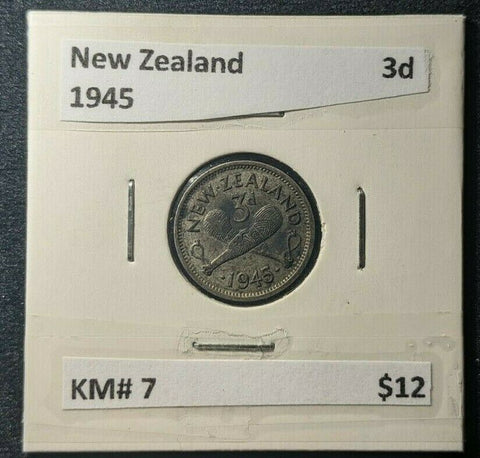 New Zealand 3d
1945
NEW·ZEALAND
3d
·1945·
KM# 7 $12